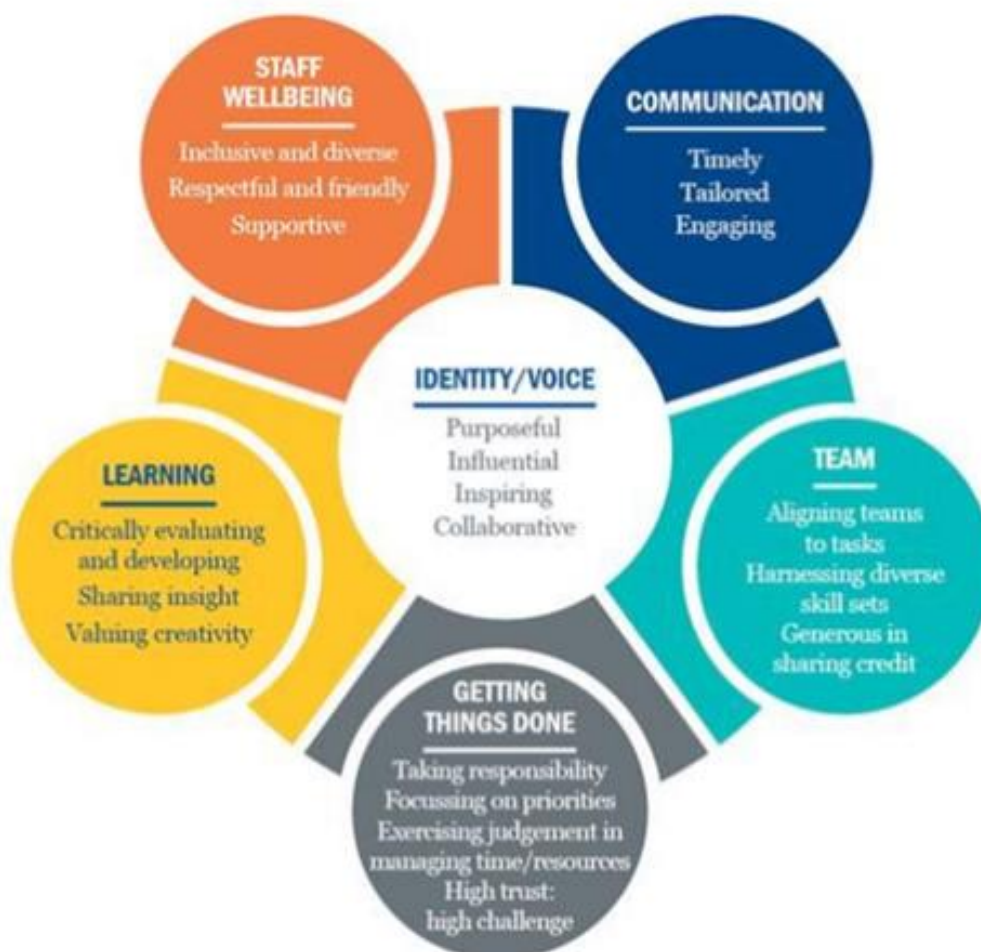 STAFF
WELLBEING
Inclusive and diverse
Respectful and friendly
Supportive
COMMUNICATION
Timely
Tailored
Engaging
IDENTITY/VOICE
Purposeful
Influential
Inspiring
Collaborative
LEARNING
Critically evaluating
and developing
Sharing insight
Valuing creativity
TEAM
Aligning teams
to tasks
Harnessing diverse
skill sets
Generous in
sharing credit
GETTING
THINGS DONE
Taking responsibility
Focussing on priorities
Exercising judgement in
managing time/resources
High trust:
high challenge